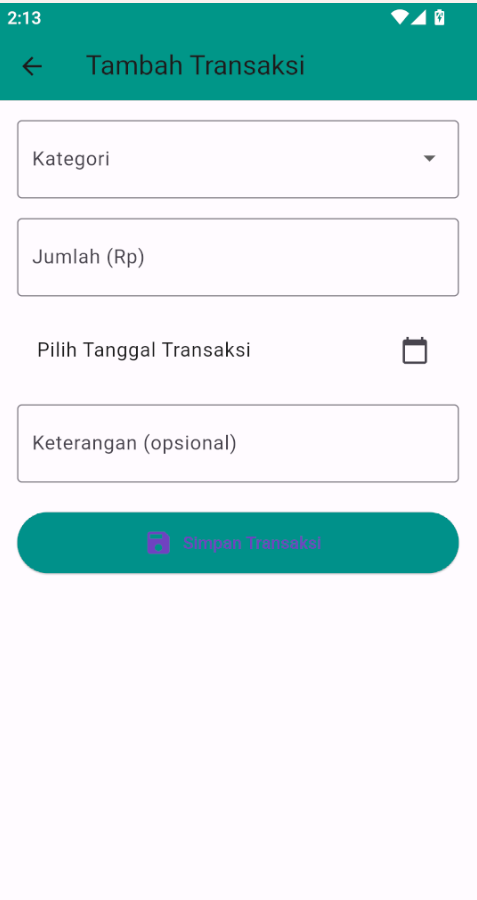 2:13
Tambah Transaksi
Kategori
Jumlah (Rp)
Pilih Tanggal Transaksi
Keterangan (opsional)
Simpan Transaksi